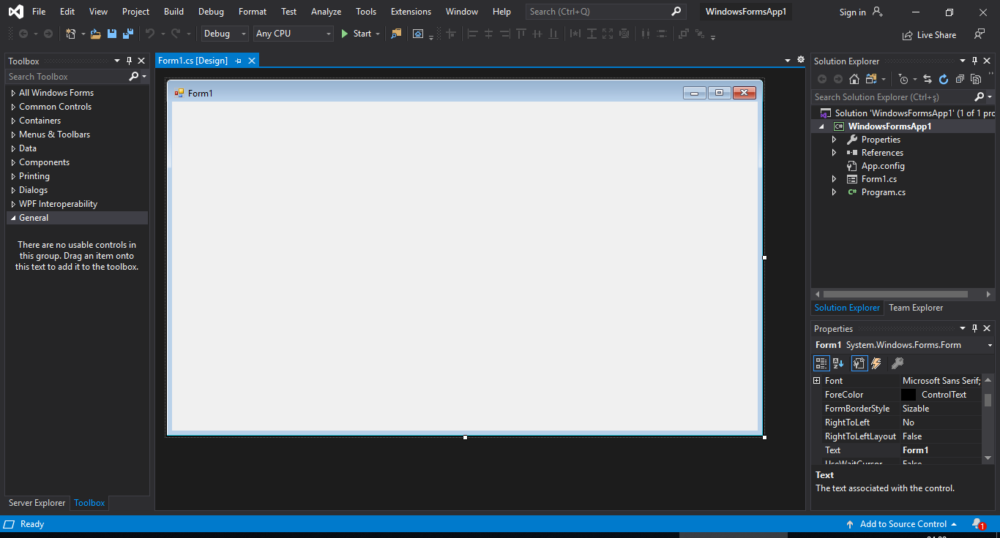 File Edit View Project Build Debug Format Test Analyze Tools Extensions Window Help Search (Ctrl+Q) WindowsFormsApp1 Sign in
Debug Any CPU Start Live Share
Toolbox
Search Toolbox
All Windows Forms
Common Controls
Containers
Menus & Toolbars
Data
Components
Printing
Dialogs
WPF Interoperability
General
There are no usable controls in
this group. Drag an item onto
this text to add it to the toolbox.
Server Explorer Toolbox
Form1.cs [Design]
Form1
Solution Explorer
Search Solution Explorer (Ctrl+ş)
Solution 'WindowsFormsApp1' (1 of 1 pro
C# WindowsFormsApp1
Properties
References
App.config
Form1.cs
C# Program.cs
Solution Explorer Team Explorer
Properties
Form1 System.Windows.Forms.Form
Font Microsoft Sans Serif;
ForeColor ControlText
FormBorderStyle Sizable
RightToLeft No
RightToLeftLayout False
Text Form1
UseWaitCursor False
Text
The text associated with the control.
Ready Add to Source Control 1